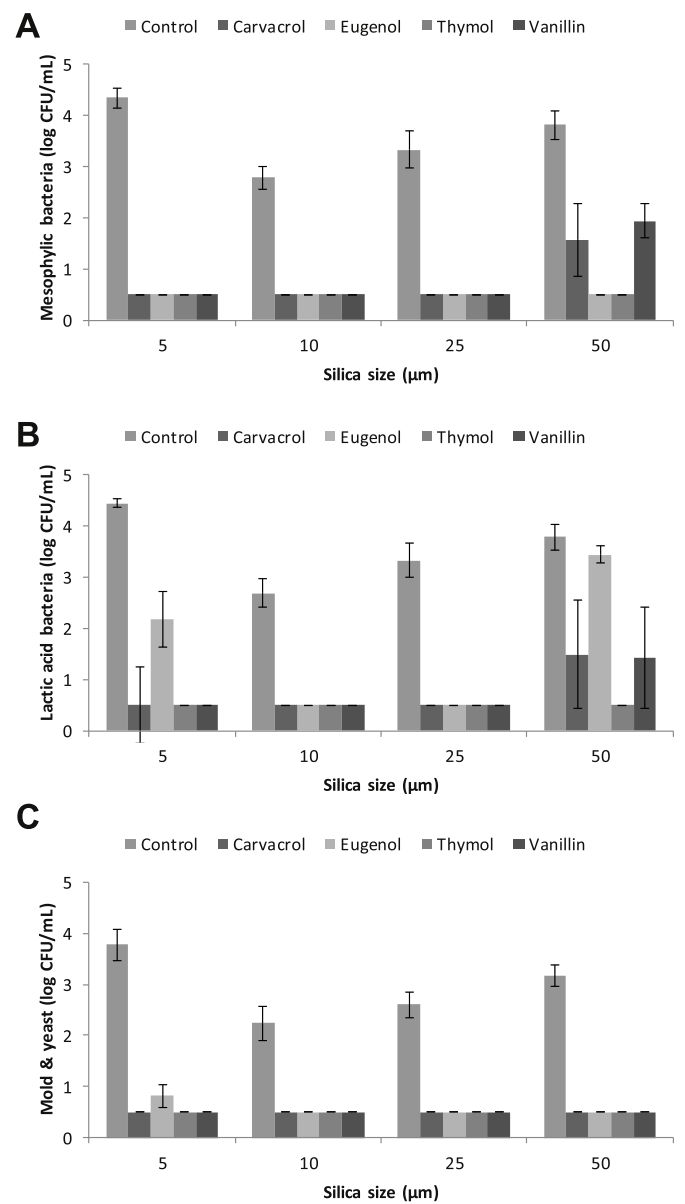 A
Control Carvacrol Eugenol Thymol Vanillin
Mesophylic bacteria (log CFU/mL)
5
4
3
2
1
0
5 10 25 50
Silica size (µm)
B
Control Carvacrol Eugenol Thymol Vanillin
Lactic acid bacteria (log CFU/mL)
5
4
3
2
1
0
5 10 25 50
Silica size (µm)
C
Control Carvacrol Eugenol Thymol Vanillin
Mold & yeast (log CFU/mL)
5
4
3
2
1
0
5 10 25 50
Silica size (µm)